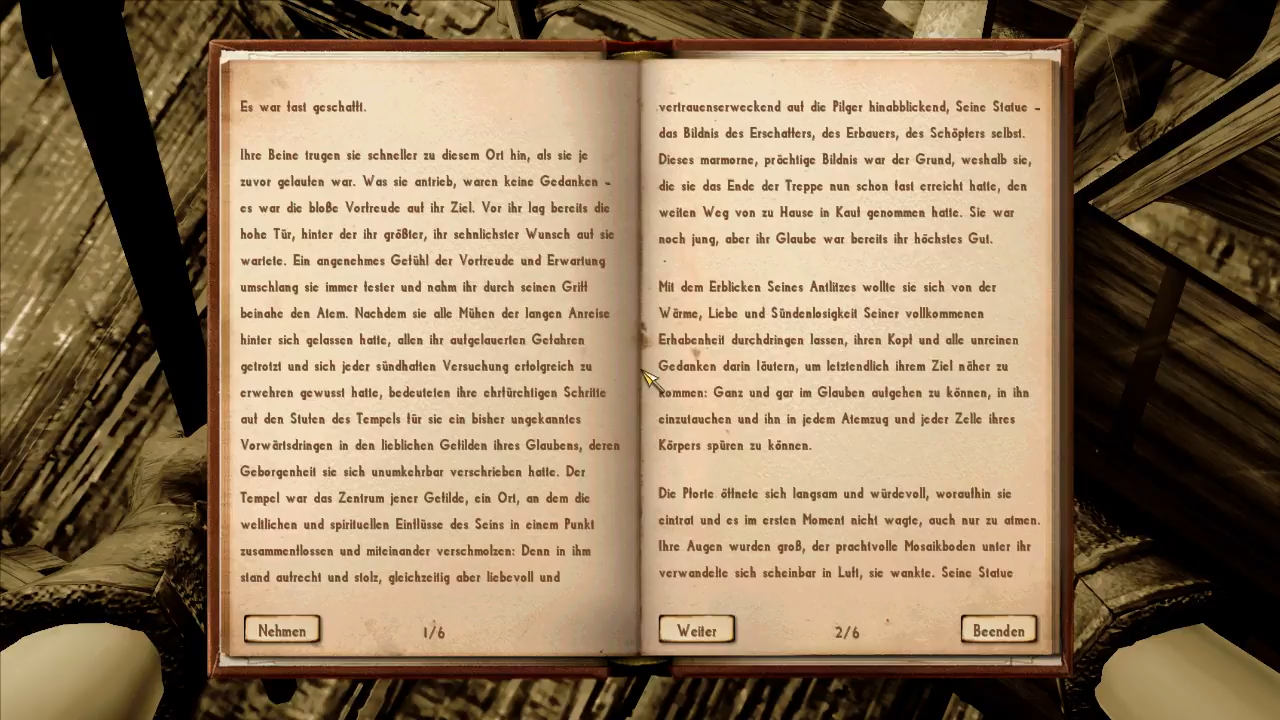 Es war fast geschafft.
Ihre Beine trugen sie schneller zu diesem Ort hin, als sie je
zuvor gelaufen war. Was sie antrieb, waren keine Gedanken -
es war die bloße Vorfreude auf ihr Ziel. Vor ihr lag bereits die
hohe Tür, hinter der ihr größter, ihr sehnlichster Wunsch auf sie
wartete. Ein angenehmes Gefühl der Vorfreude und Erwartung
umschlang sie immer fester und nahm ihr durch seinen Griff
beinahe den Atem. Nachdem sie alle Mühen der langen Anreise
hinter sich gelassen hatte, allen ihr aufgelauerten Gefahren
getrotzt und sich jeder sündhaften Versuchung erfolgreich zu
erwehren gewusst hatte, bedeuteten ihre ehrfürchtigen Schritte
auf den Stufen des Tempels für sie ein bisher ungekanntes
Vorwärtsdringen in den lieblichen Gefilden ihres Glaubens, deren
Geborgenheit sie sich unumkehrbar verschrieben hatte. Der
Tempel war das Zentrum jener Gefilde, ein Ort, an dem die
weltlichen und spirituellen Einflüsse des Seins in einem Punkt
zusammenflossen und miteinander verschmolzen: Denn in ihm
stand aufrecht und stolz, gleichzeitig aber liebevoll und
Nehmen
1/6
vertrauenserweckend auf die Pilger hinabblickend, Seine Statue -
das Bildnis des Erschaffers, des Erbauers, des Schöpfers selbst.
Dieses marmorne, prächtige Bildnis war der Grund, weshalb sie,
die sie das Ende der Treppe nun schon fast erreicht hatte, den
weiten Weg von zu Hause in Kauf genommen hatte. Sie war
noch jung, aber ihr Glaube war bereits ihr höchstes Gut.
Mit dem Erblicken Seines Antlitzes wollte sie sich von der
Wärme, Liebe und Sündenlosigkeit Seiner vollkommenen
Erhabenheit durchdringen lassen, ihren Kopf und alle unreinen
Gedanken darin läutern, um letztendlich ihrem Ziel näher zu
kommen: Ganz und gar im Glauben aufgehen zu können, in ihn
einzutauchen und ihn in jedem Atemzug und jeder Zelle ihres
Körpers spüren zu können.
Die Pforte öffnete sich langsam und würdevoll, woraufhin sie
eintrat und es im ersten Moment nicht wagte, auch nur zu atmen.
Ihre Augen wurden groß, der prachtvolle Mosaikboden unter ihr
verwandelte sich scheinbar in Luft, sie wankte. Seine Statue
Weiter
2/6
Beenden